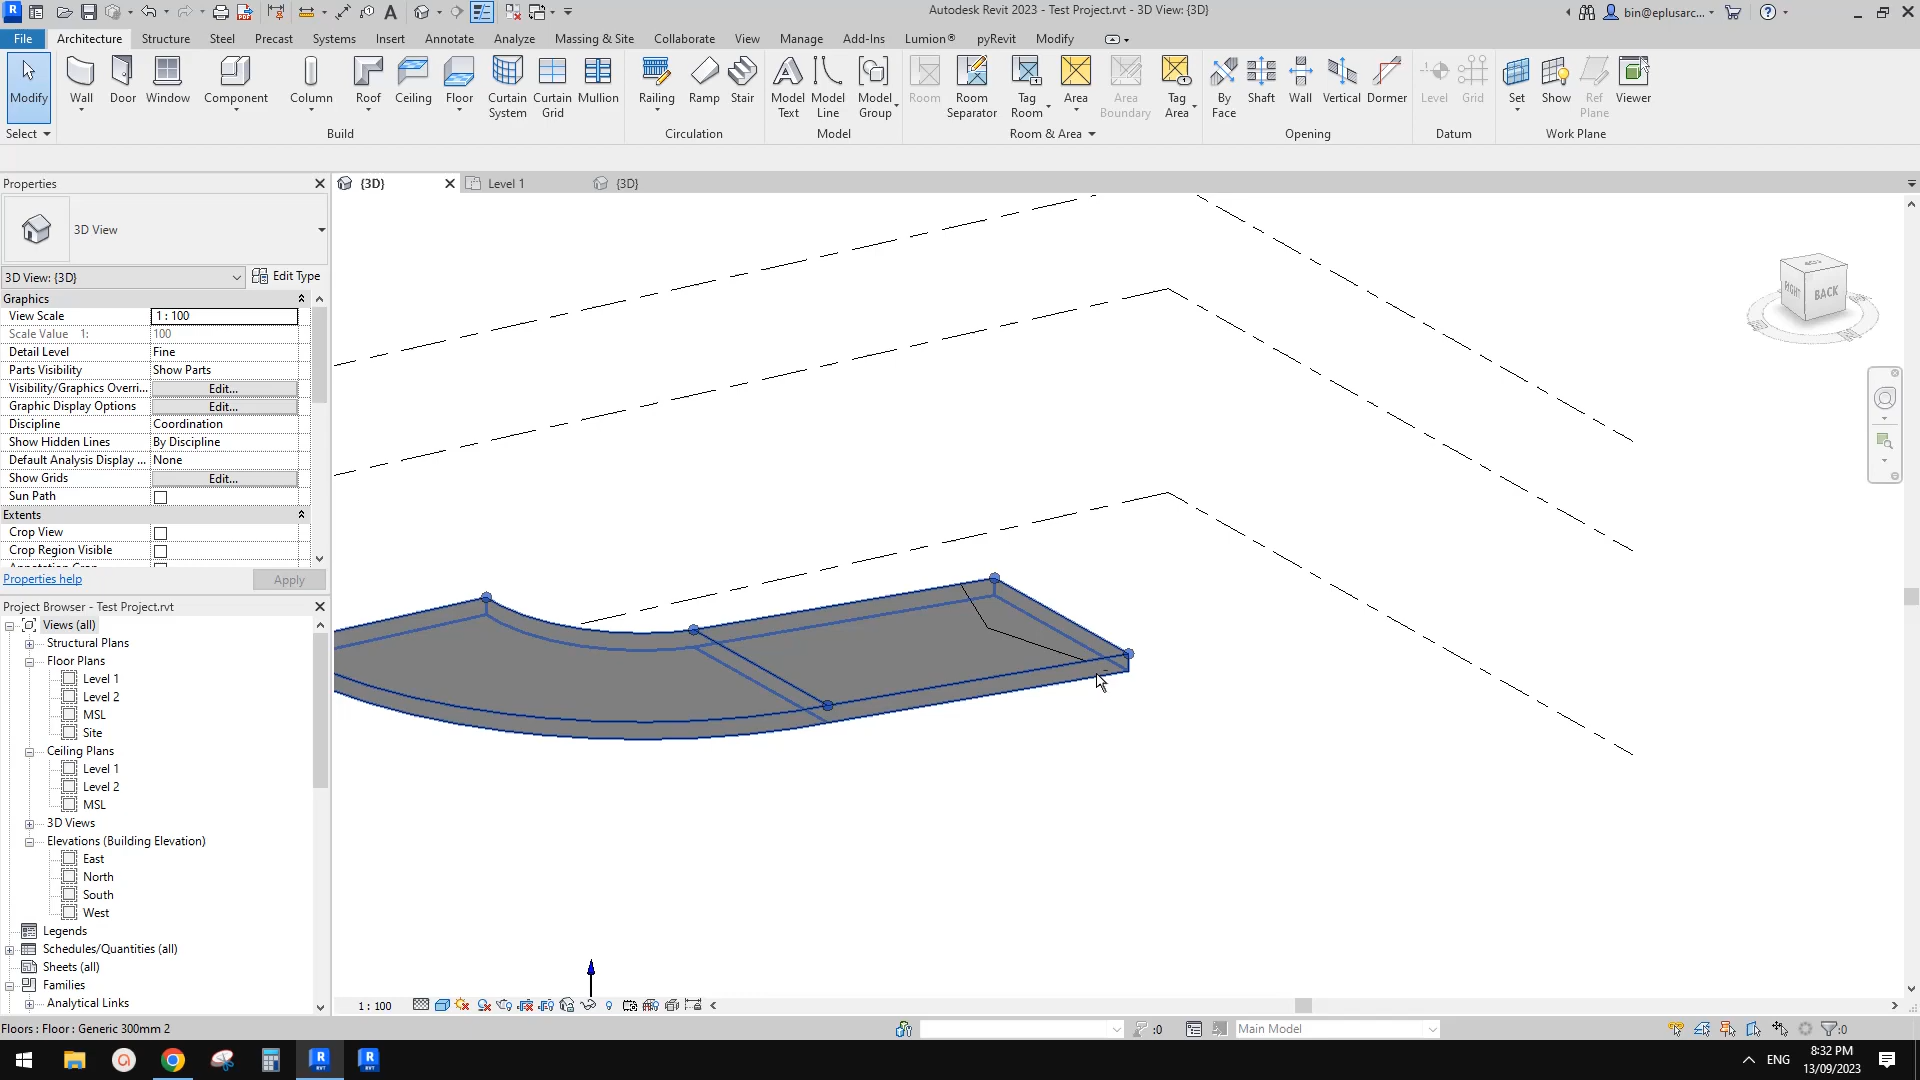 Autodesk Revit 2023 - Test Project.rvt - 3D View: {3D}
bin@eplusarc...
File Architecture Structure Steel Precast Systems Insert Annotate Analyze Massing & Site Collaborate View Manage Add-Ins Lumion® pyRevit Modify
Modify Wall Door Window Component Column Roof Ceiling Floor Curtain System Curtain Grid Mullion Railing Ramp Stair Model Text Model Line Model Group Room Room Separator Tag Room Area Area Boundary Tag Area By Face Shaft Wall Vertical Dormer Level Grid Set Show Ref Plane Viewer
Select Build Circulation Model Room & Area Opening Datum Work Plane
Properties
{3D} Level 1 {3D}
3D View
3D View: {3D} Edit Type
Graphics
View Scale 1 : 100
Scale Value 1: 100
Detail Level Fine
Parts Visibility Show Parts
Visibility/Graphics Overri... Edit...
Graphic Display Options Edit...
Discipline Coordination
Show Hidden Lines By Discipline
Default Analysis Display ... None
Show Grids Edit...
Sun Path
Extents
Crop View
Crop Region Visible
Properties help Apply
Project Browser - Test Project.rvt
Views (all)
Structural Plans
Floor Plans
Level 1
Level 2
MSL
Site
Ceiling Plans
Level 1
Level 2
MSL
3D Views
Elevations (Building Elevation)
East
North
South
West
Legends
Schedules/Quantities (all)
Sheets (all)
Families
Analytical Links
RIGHT BACK
1 : 100
Floors : Floor : Generic 300mm 2
:0 Main Model :0
ENG
8:32 PM
13/09/2023